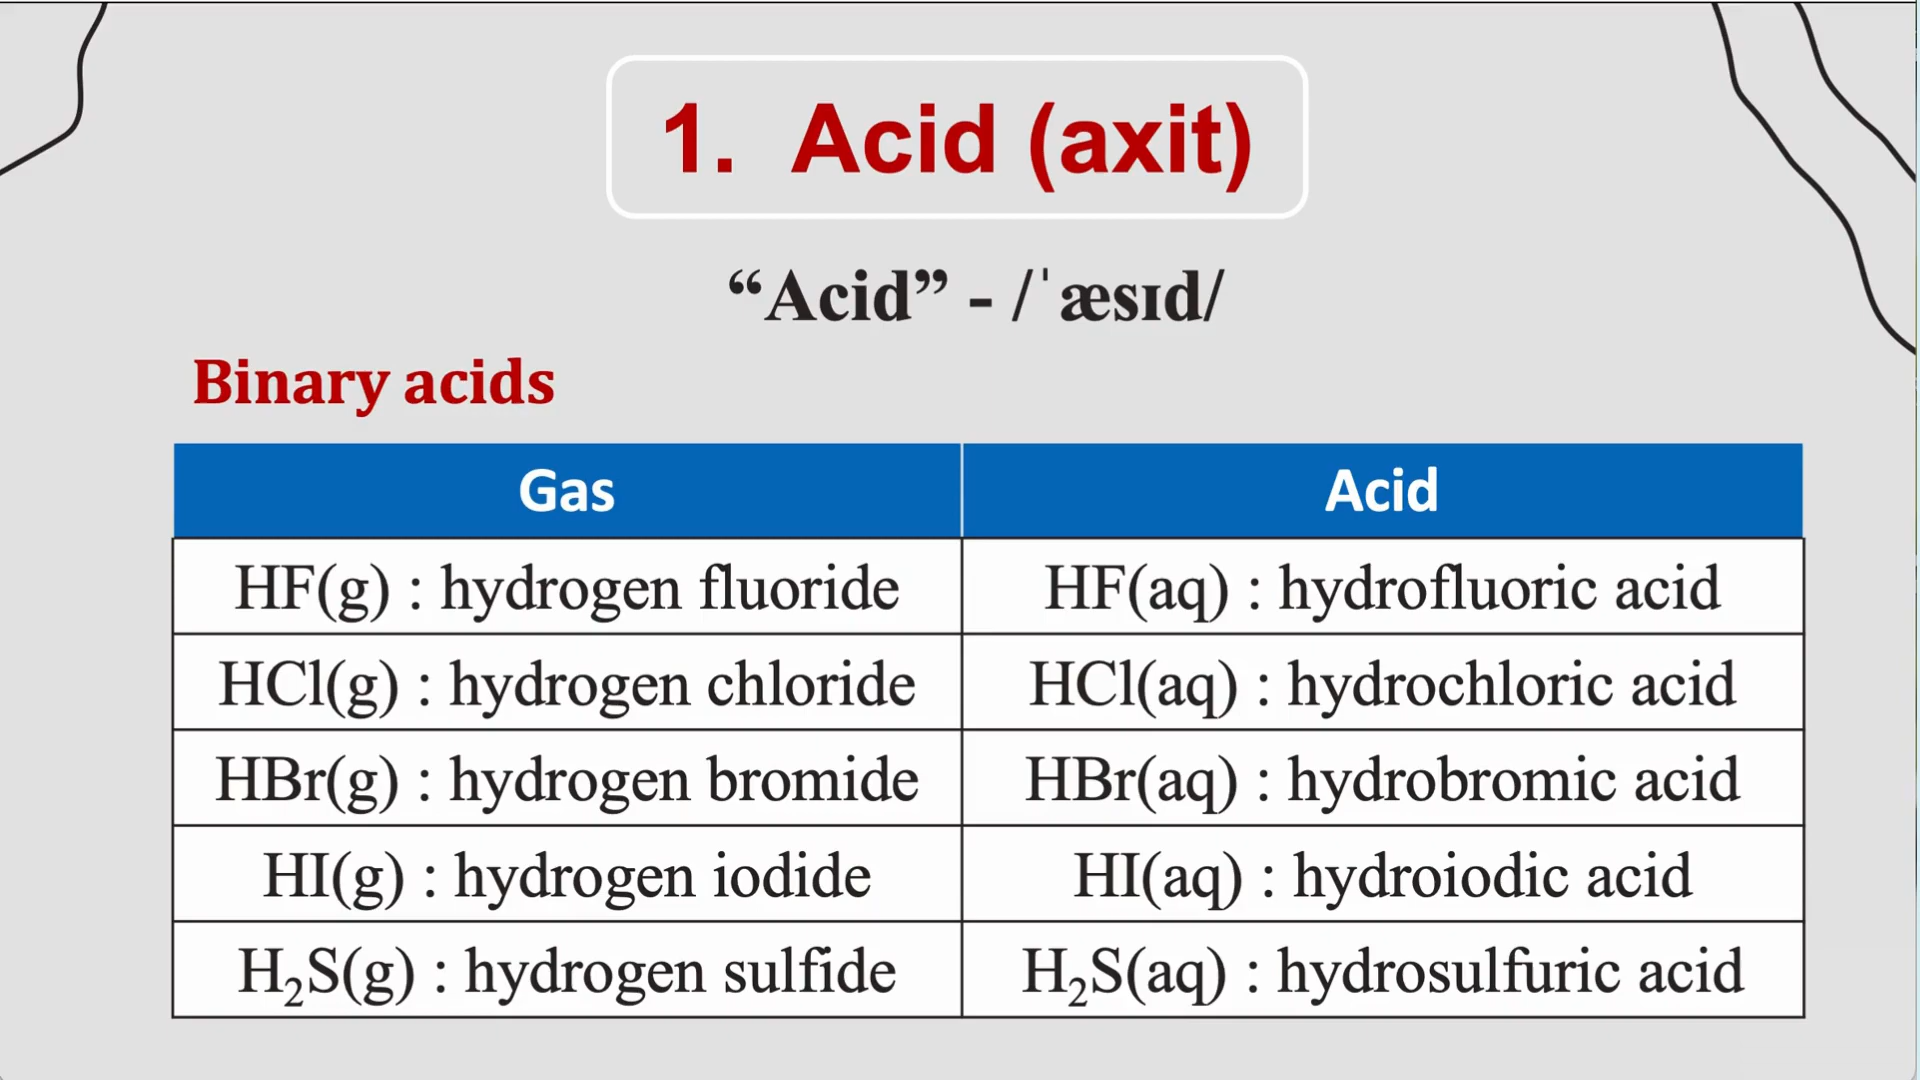 1. Acid (axit)
“Acid” - /ˈæsɪd/
Binary acids
Gas Acid
HF(g) : hydrogen fluoride HF(aq) : hydrofluoric acid
HCl(g) : hydrogen chloride HCl(aq) : hydrochloric acid
HBr(g) : hydrogen bromide HBr(aq) : hydrobromic acid
HI(g) : hydrogen iodide HI(aq) : hydroiodic acid
H₂S(g) : hydrogen sulfide H₂S(aq) : hydrosulfuric acid